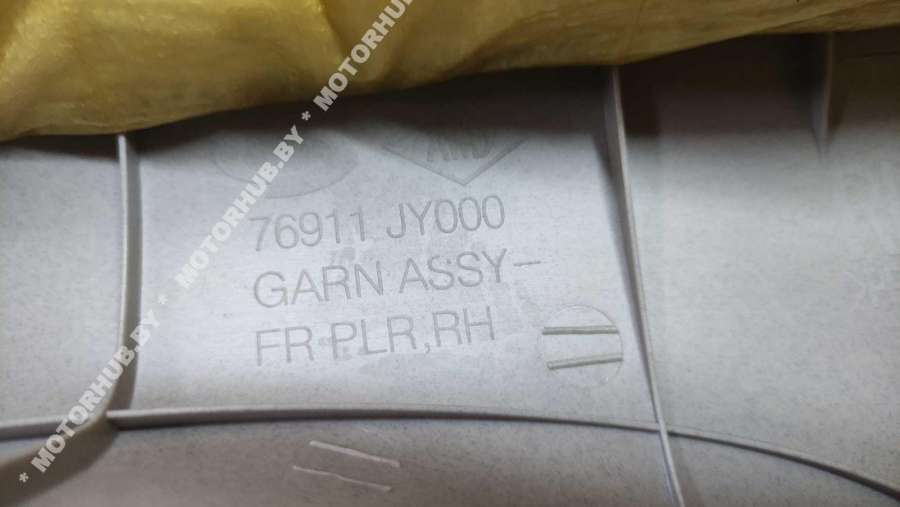 76911 JY000
GARN ASSY-
FR PLR,RH
* MOTORHUB.BY * MOTORHUB.BY * MOTORHUB.BY *